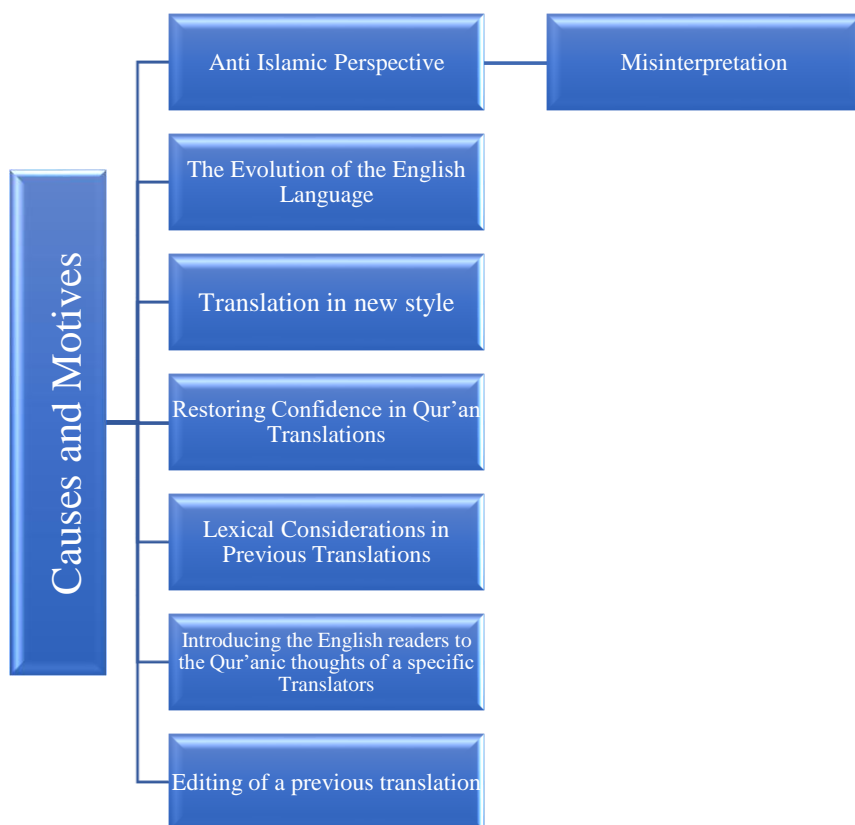 Anti Islamic Perspective
Misinterpretation
The Evolution of the English
Language
Translation in new style
Restoring Confidence in Qur’an
Translations
Lexical Considerations in
Previous Translations
Introducing the English readers to
the Qur’anic thoughts of a specific
Translators
Editing of a previous translation
Causes and Motives